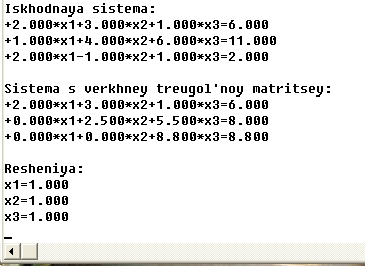 Iskhodnaya sistema:
+2.000*x1+3.000*x2+1.000*x3=6.000
+1.000*x1+4.000*x2+6.000*x3=11.000
+2.000*x1-1.000*x2+1.000*x3=2.000
Sistema s verkhney treugol'noy matritsey:
+2.000*x1+3.000*x2+1.000*x3=6.000
+0.000*x1+2.500*x2+5.500*x3=8.000
+0.000*x1+0.000*x2+8.800*x3=8.800
Resheniya:
x1=1.000
x2=1.000
x3=1.000